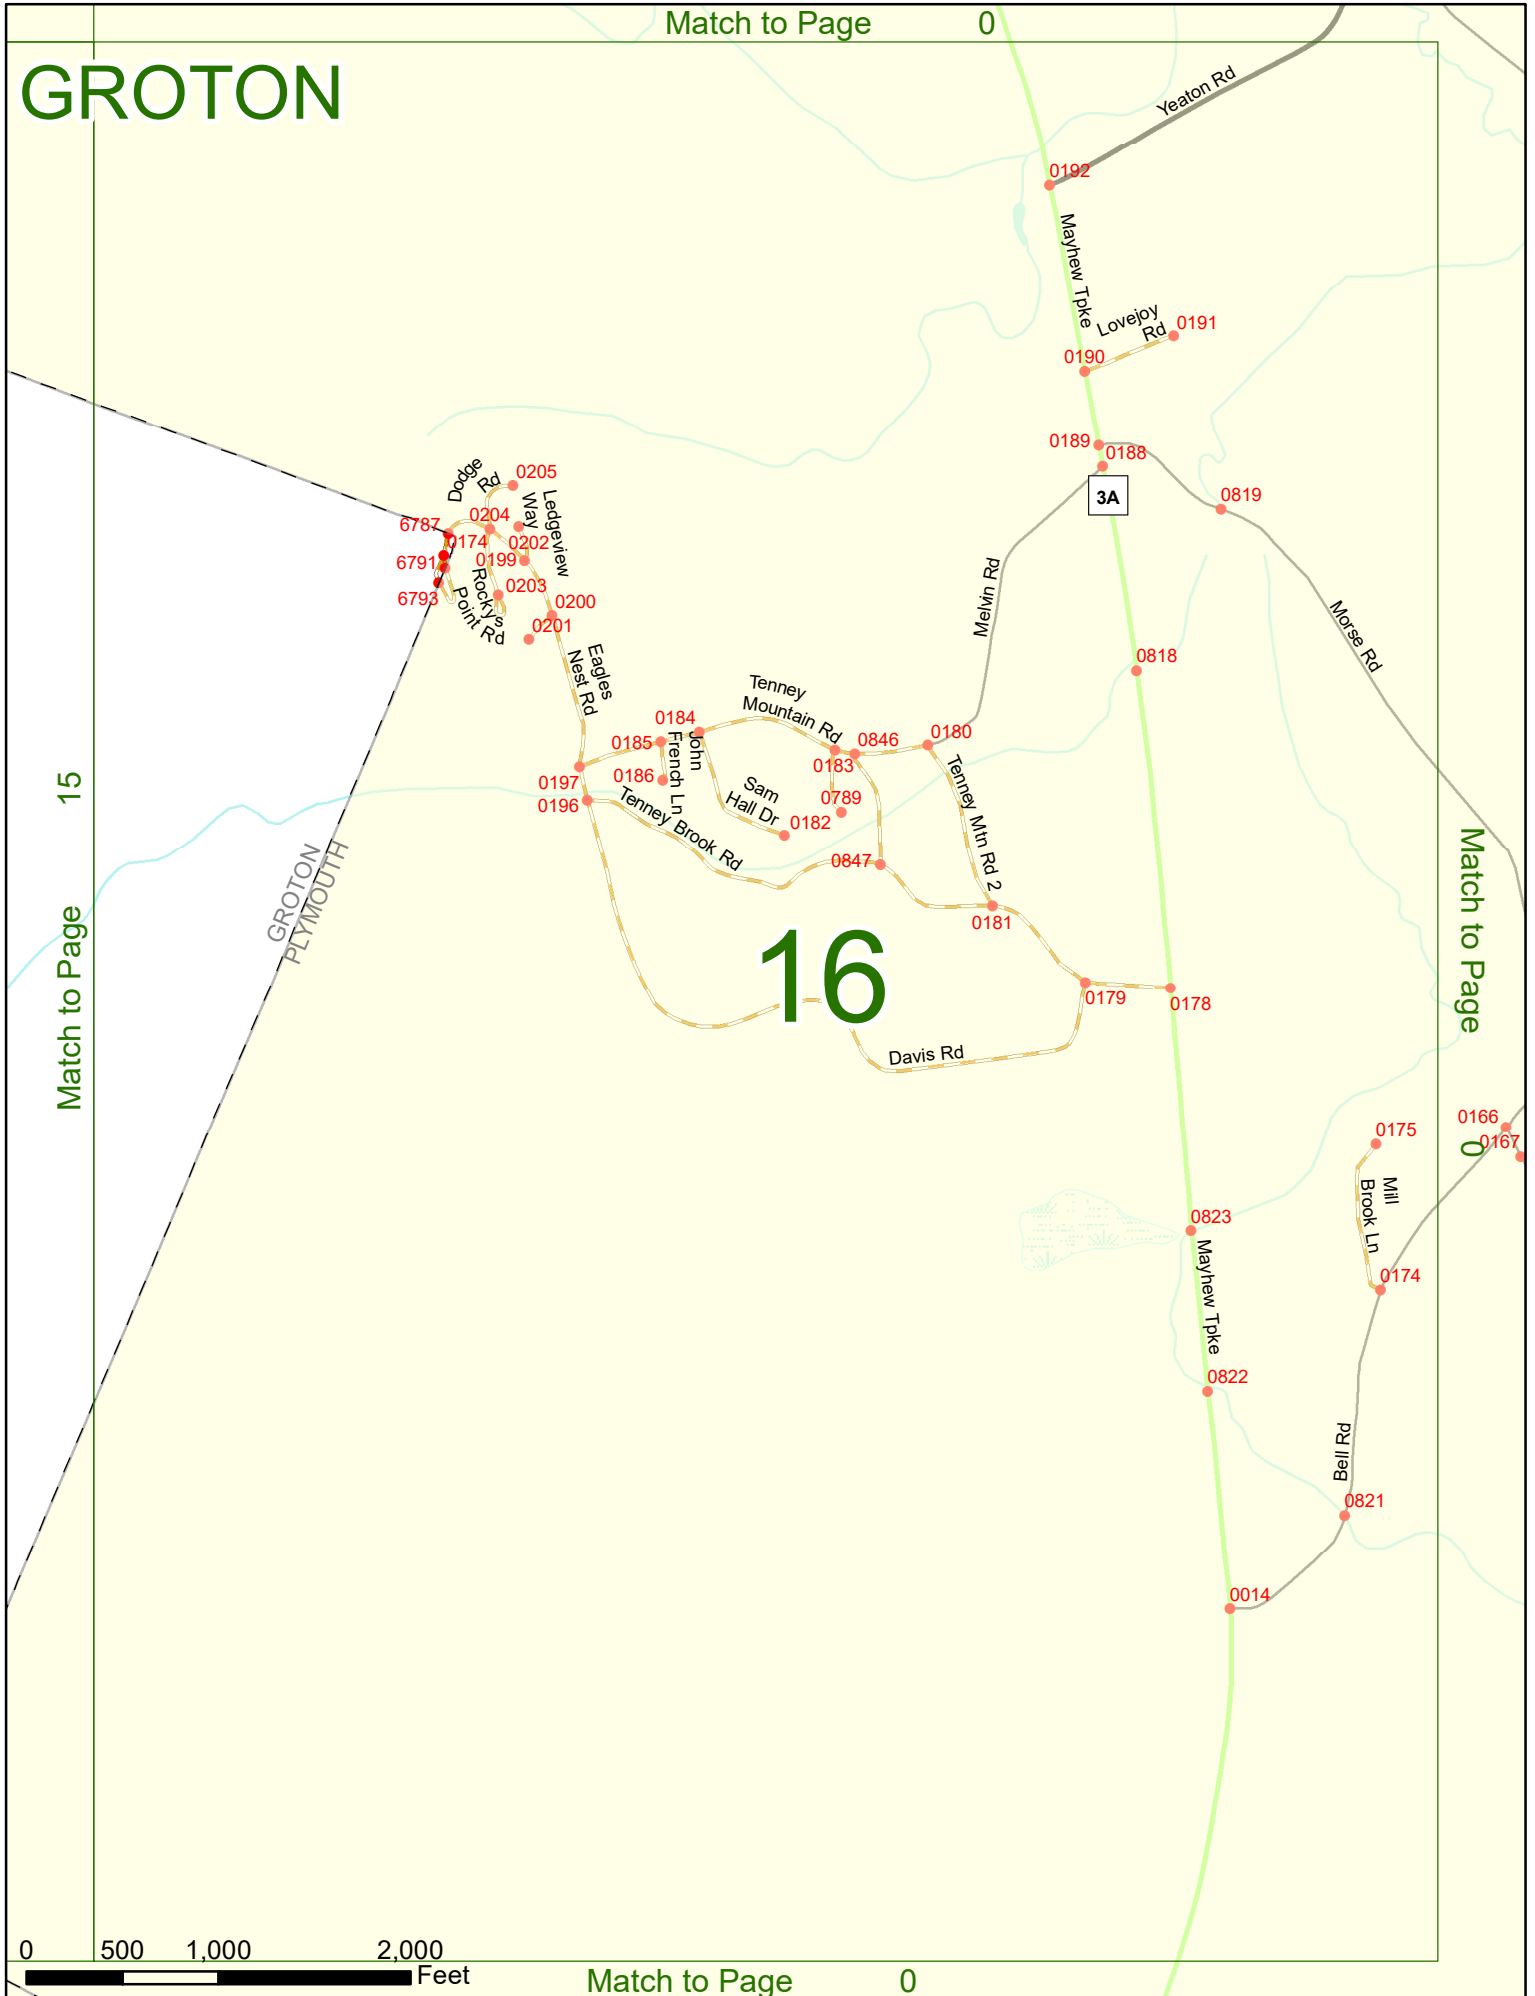 Match to Page 0
GROTON
Yeaton Rd
0192
Mayhew Tpke
Lovejoy
Rd
0191
0190
0189
0188
3A
0819
Dodge
Rd
0205
Ledgeview
Way
6787
0204
0174
0202
6791
0199
6793
Rockys
Point Rd
0203
0200
0201
Melvin Rd
Morse Rd
0818
Eagles
Nest Rd
Tenney
Mountain Rd
0184
0185
0846
0180
0183
John
French Ln
0197
0186
0196
Sam
Hall Dr
0789
0182
Tenney Mtn Rd 2
Tenney Brook Rd
0847
0181
GROTON
PLYMOUTH
15
Match to Page
Match to Page
0
16
0179
0178
Davis Rd
0166
0167
0175
Mill
Brook Ln
0823
Mayhew Tpke
0174
0822
Bell Rd
0821
0014
0 500 1,000 2,000
Feet
Match to Page 0